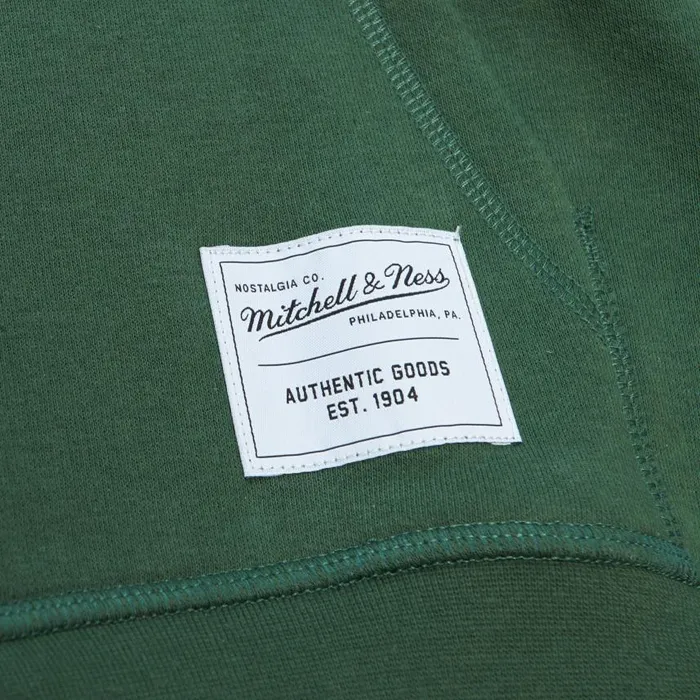 NOSTALGIA CO.
Mitchell & Ness
PHILADELPHIA, PA.
AUTHENTIC GOODS
EST. 1904